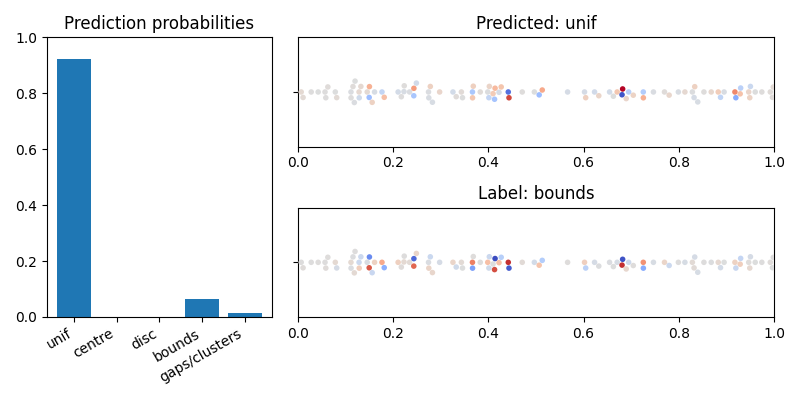 Prediction probabilities
1.0
0.8
0.6
0.4
0.2
0.0
unif
centre
disc
bounds
gaps/clusters
Predicted: unif
0.0 0.2 0.4 0.6 0.8 1.0
Label: bounds
0.0 0.2 0.4 0.6 0.8 1.0